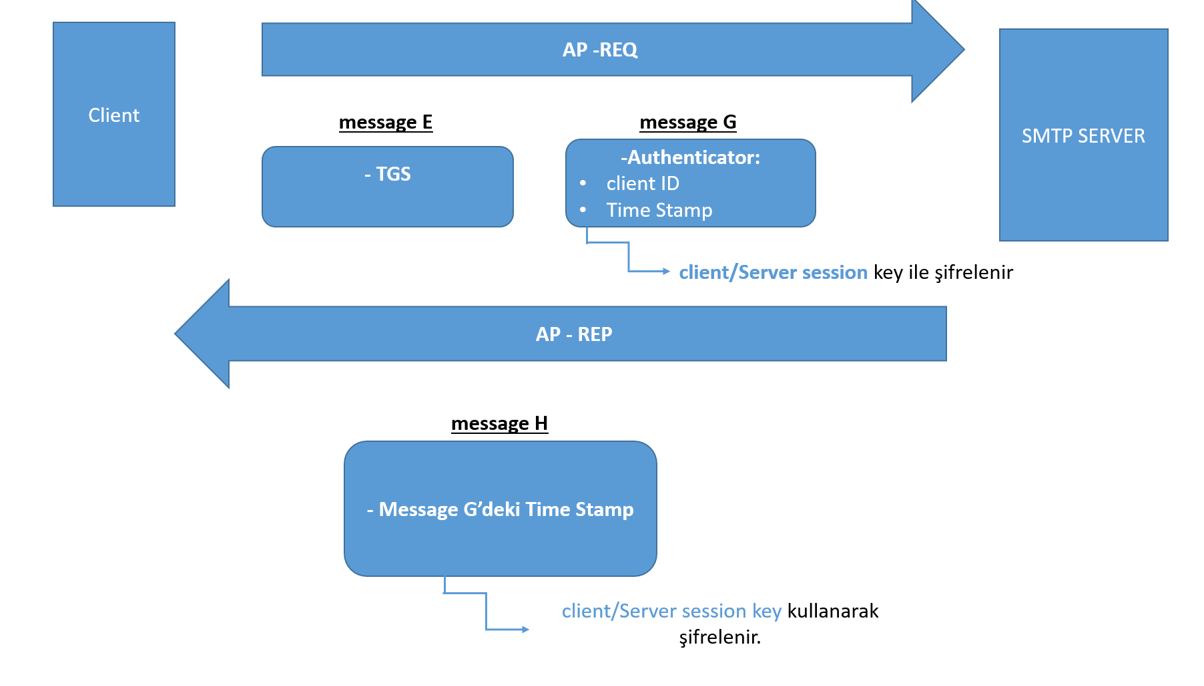 AP -REQ
Client
SMTP SERVER
message E
message G
- TGS
-Authenticator:
• client ID
• Time Stamp
client/Server session key ile şifrelenir
AP - REP
message H
- Message G’deki Time Stamp
client/Server session key kullanarak
şifrelenir.